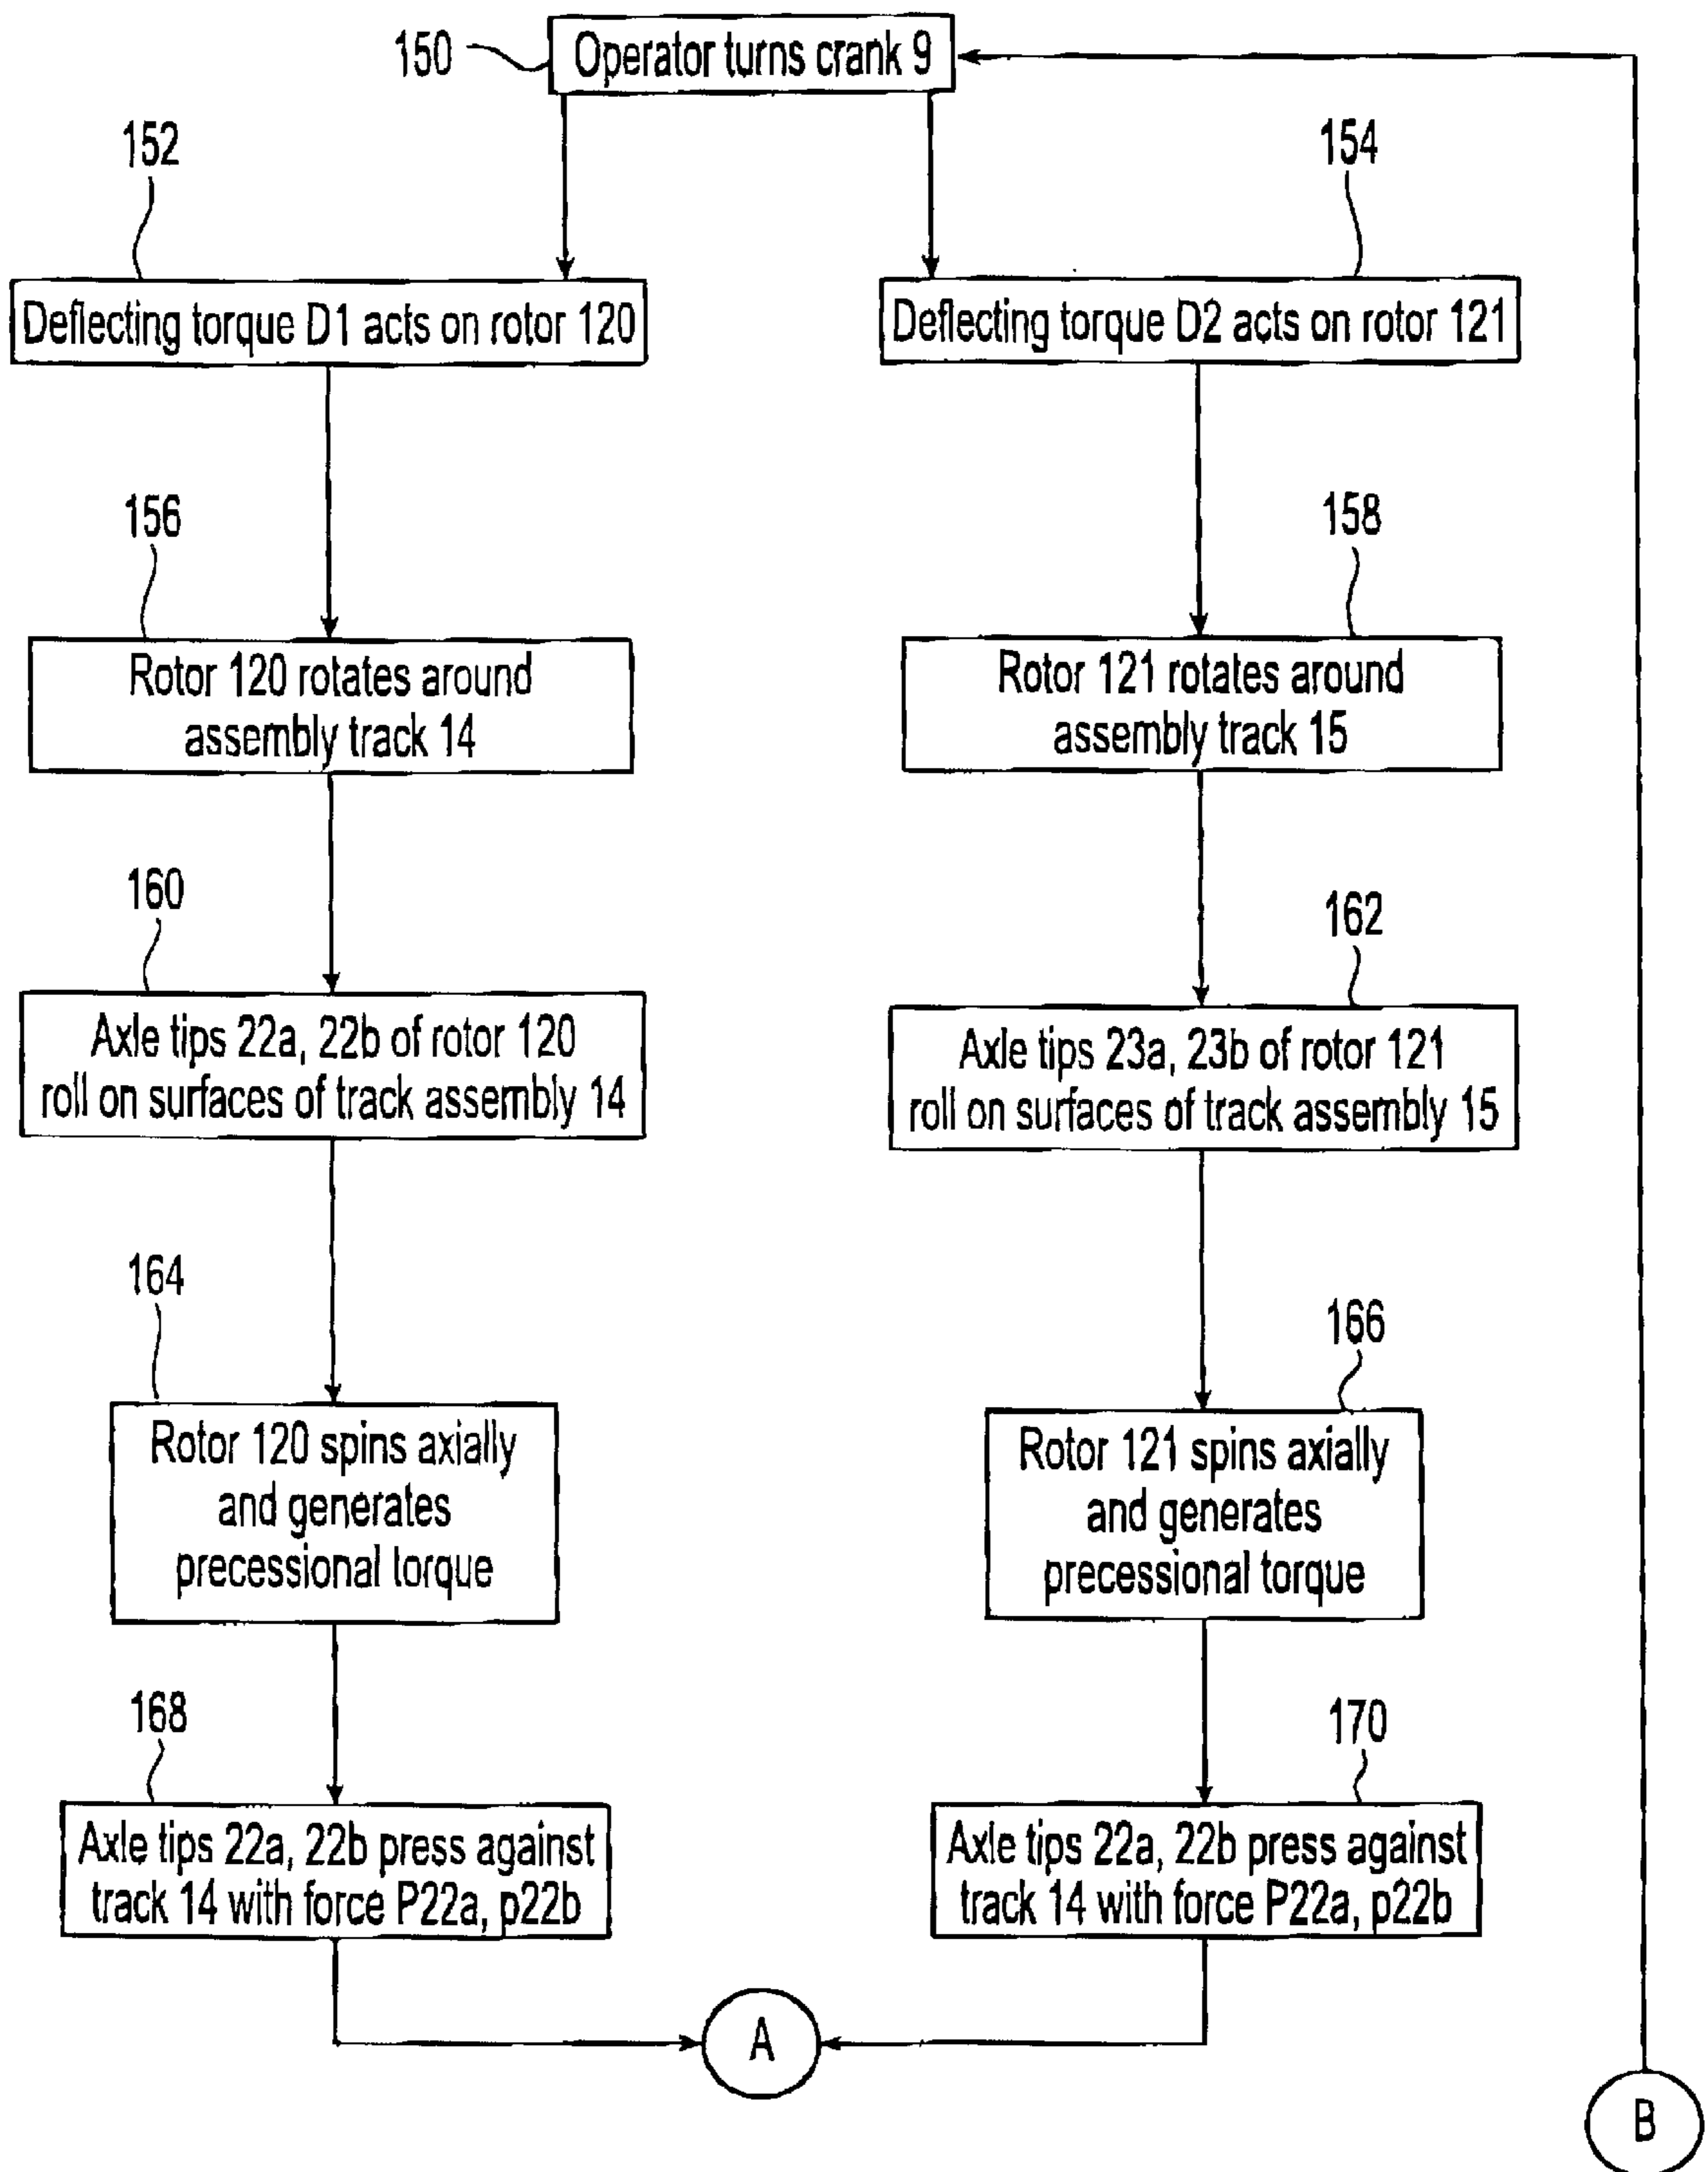 150
Operator turns crank 9
152
154
Deflecting torque D1 acts on rotor 120
Deflecting torque D2 acts on rotor 121
156
158
Rotor 120 rotates around
assembly track 14
Rotor 121 rotates around
assembly track 15
160
162
Axle tips 22a, 22b of rotor 120
roll on surfaces of track assembly 14
Axle tips 23a, 23b of rotor 121
roll on surfaces of track assembly 15
164
166
Rotor 120 spins axially
and generates
precessional torque
Rotor 121 spins axially
and generates
precessional torque
168
170
Axle tips 22a, 22b press against
track 14 with force P22a, p22b
Axle tips 22a, 22b press against
track 14 with force P22a, p22b
A
B